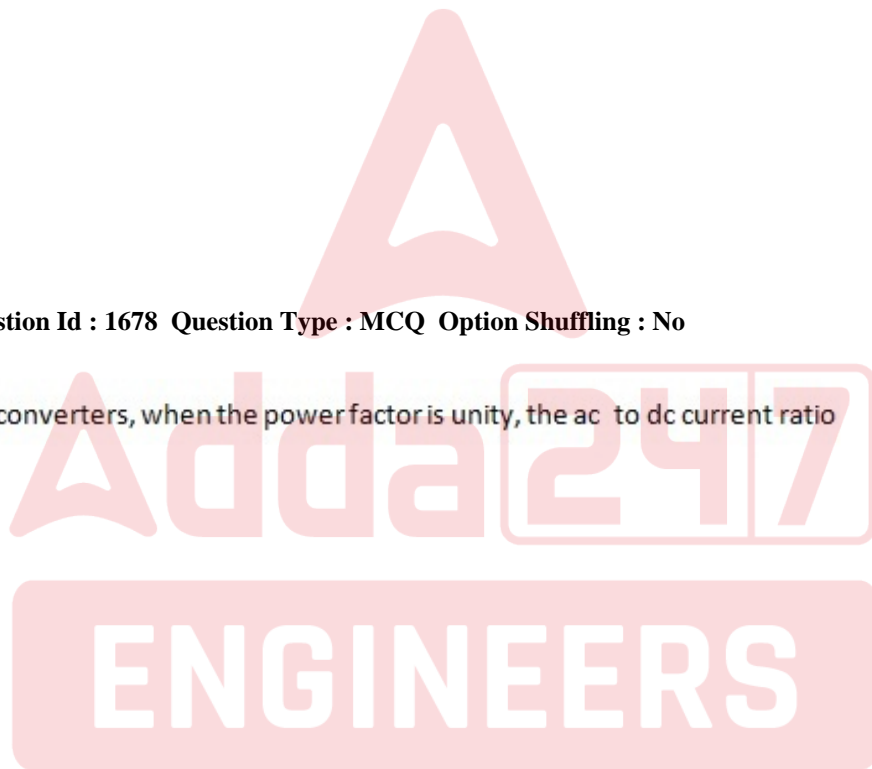 stion Id : 1678 Question Type : MCQ Option Shuffling : No
converters, when the power factor is unity, the ac to dc current ratio
Adda247
ENGINEERS